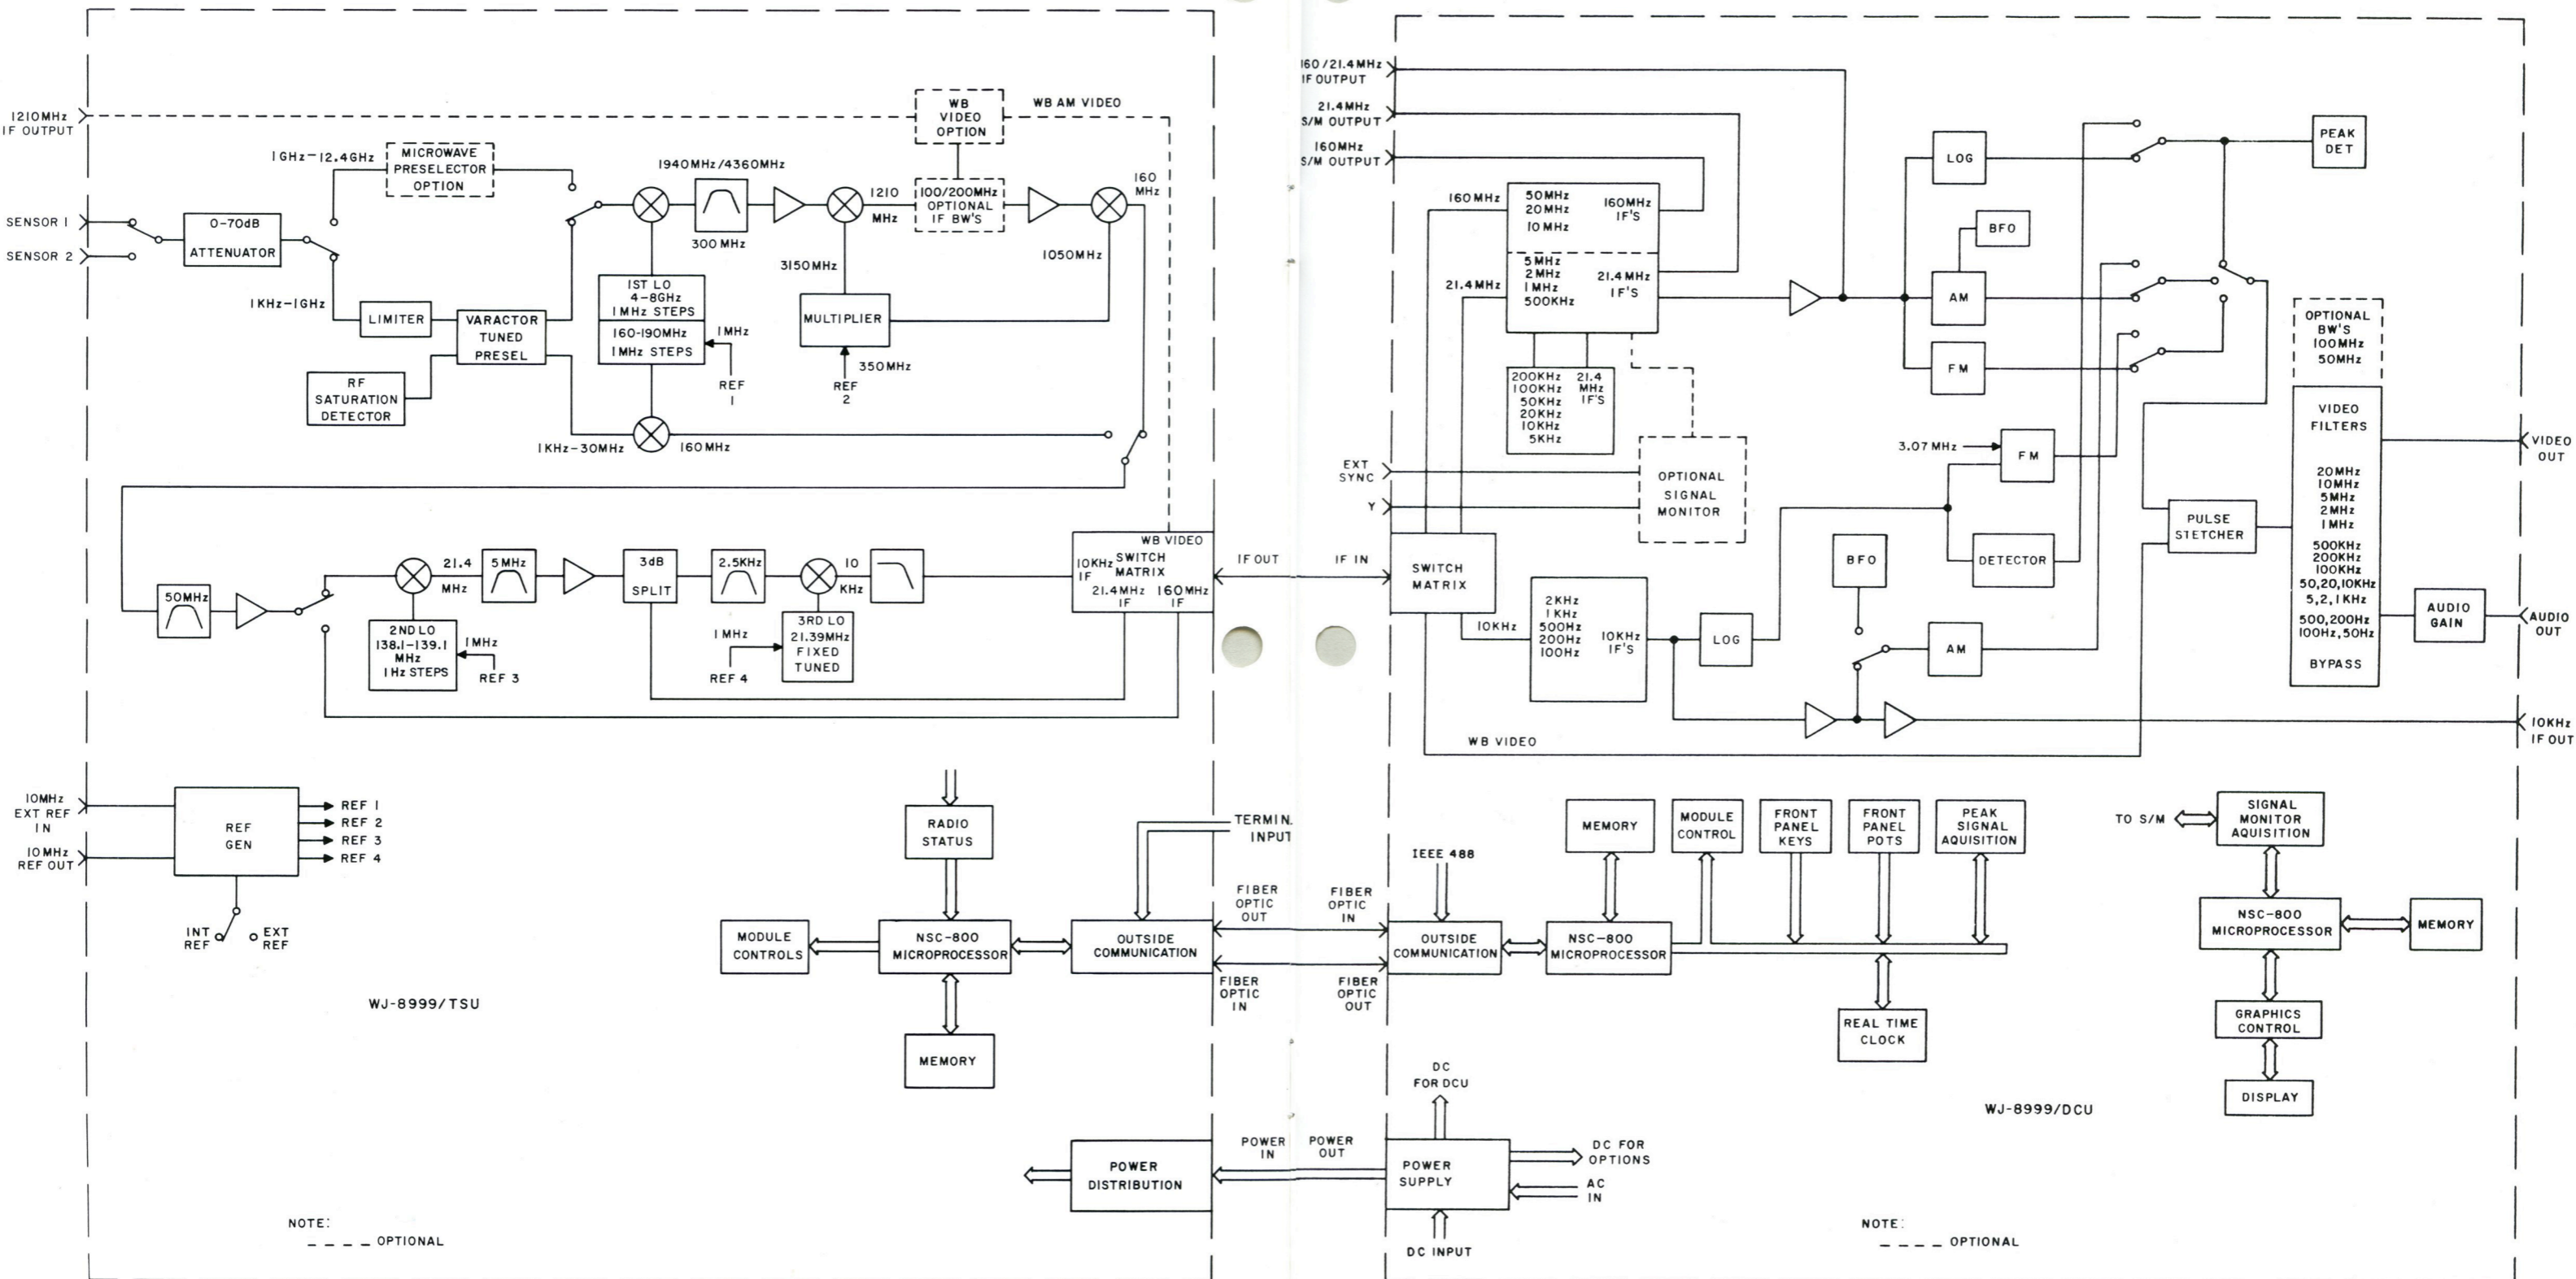 1210MHz
IF OUTPUT
WB
VIDEO
OPTION
WB AM VIDEO
1GHz-12.4GHz
MICROWAVE
PRESELECTOR
OPTION
1940MHz/4360MHz
300 MHz
1210
MHz
100/200MHz
OPTIONAL
IF BW'S
160
MHz
SENSOR 1
SENSOR 2
0-70dB
ATTENUATOR
3150MHz
1050MHz
1KHz-1GHz
LIMITER
VARACTOR
TUNED
PRESEL
1ST LO
4-8GHz
1MHz STEPS
160-190MHz
1MHz STEPS
1MHz
REF
1
MULTIPLIER
350MHz
REF
2
RF
SATURATION
DETECTOR
1KHz-30MHz
160MHz
50MHz
21.4
MHz
5MHz
3dB
SPLIT
2.5KHz
10
KHz
2ND LO
138.1-139.1
MHz
1Hz STEPS
1MHz
REF 3
1MHz
REF 4
3RD LO
21.39MHz
FIXED
TUNED
WB VIDEO
10KHz
IF
SWITCH
MATRIX
21.4MHz
IF
160MHz
IF
IF OUT
IF IN
10MHz
EXT REF
IN
10MHz
REF OUT
REF
GEN
REF 1
REF 2
REF 3
REF 4
INT
REF
EXT
REF
WJ-8999/TSU
RADIO
STATUS
TERMIN.
INPUT
MODULE
CONTROLS
NSC-800
MICROPROCESSOR
OUTSIDE
COMMUNICATION
MEMORY
FIBER
OPTIC
OUT
FIBER
OPTIC
IN
FIBER
OPTIC
IN
FIBER
OPTIC
OUT
POWER
DISTRIBUTION
POWER
IN
POWER
OUT
NOTE:
OPTIONAL
160/21.4MHz
IF OUTPUT
21.4MHz
S/M OUTPUT
160MHz
S/M OUTPUT
160MHz
50MHz
20MHz
10MHz
160MHz
IF'S
21.4MHz
5MHz
2MHz
1MHz
500KHz
21.4MHz
IF'S
200KHz
100KHz
50KHz
20KHz
10KHz
5KHz
21.4
MHz
IF'S
EXT
SYNC
Y
OPTIONAL
SIGNAL
MONITOR
SWITCH
MATRIX
10KHz
2KHz
1KHz
500Hz
200Hz
100Hz
10KHz
IF'S
LOG
WB VIDEO
LOG
BFO
AM
FM
PEAK
DET
3.07MHz
FM
DETECTOR
BFO
AM
PULSE
STETCHER
OPTIONAL
BW'S
100MHz
50MHz
VIDEO
FILTERS
20MHz
10MHz
5MHz
2MHz
1MHz
500KHz
200KHz
100KHz
50,20,10KHz
5,2,1KHz
500,200Hz
100Hz,50Hz
BYPASS
VIDEO
OUT
AUDIO
GAIN
AUDIO
OUT
10KHz
IF OUT
IEEE 488
OUTSIDE
COMMUNICATION
NSC-800
MICROPROCESSOR
MEMORY
MODULE
CONTROL
FRONT
PANEL
KEYS
FRONT
PANEL
POTS
PEAK
SIGNAL
AQUISITION
REAL TIME
CLOCK
TO S/M
SIGNAL
MONITOR
AQUISITION
NSC-800
MICROPROCESSOR
MEMORY
GRAPHICS
CONTROL
DISPLAY
WJ-8999/DCU
DC
FOR DCU
POWER
SUPPLY
DC FOR
OPTIONS
AC
IN
DC INPUT
NOTE:
OPTIONAL